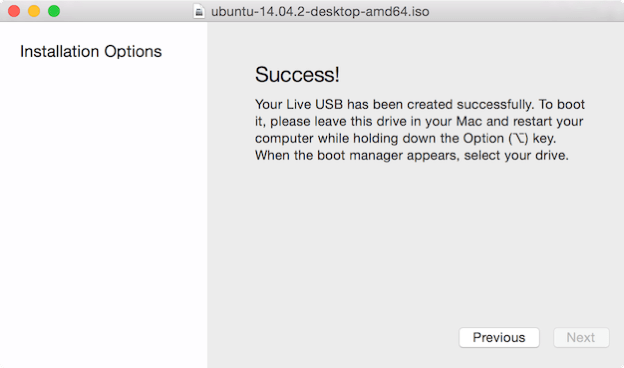 ubuntu-14.04.2-desktop-amd64.iso
Installation Options
Success!
Your Live USB has been created successfully. To boot
it, please leave this drive in your Mac and restart your
computer while holding down the Option (⌥) key.
When the boot manager appears, select your drive.
Previous
Next